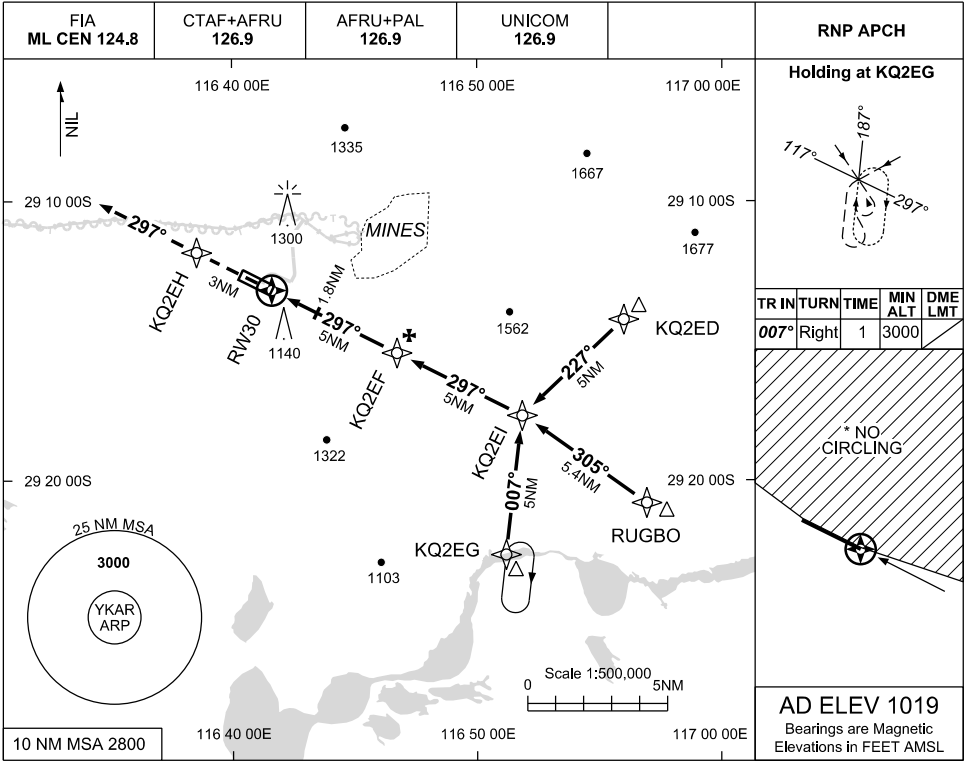 FIA
ML CEN 124.8
CTAF+AFRU
126.9
AFRU+PAL
126.9
UNICOM
126.9
RNP APCH
116 40 00E
116 50 00E
117 00 00E
NIL
1335
1667
29 10 00S
29 10 00S
297°
1300
MINES
1677
KQ2EH
3NM
RW30
1140
1.8NM
297°
5NM
1562
KQ2ED
227°
5NM
KQ2EF
297°
5NM
KQ2EI
305°
5.4NM
1322
29 20 00S
29 20 00S
007°
5NM
RUGBO
KQ2EG
1103
25 NM MSA
3000
YKAR
ARP
Scale 1:500,000
0
5NM
10 NM MSA 2800
116 40 00E
116 50 00E
117 00 00E
Holding at KQ2EG
187°
117°
297°
TR IN TURN TIME MIN ALT DME LMT
007° Right 1 3000
* NO
CIRCLING
AD ELEV 1019
Bearings are Magnetic
Elevations in FEET AMSL